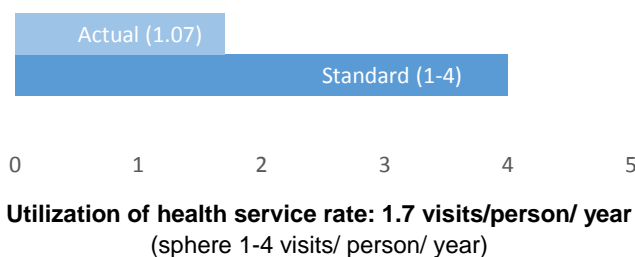 Actual (1.07)
Standard (1-4)
0 1 2 3 4 5
Utilization of health service rate: 1.7 visits/person/ year
(sphere 1-4 visits/ person/ year)